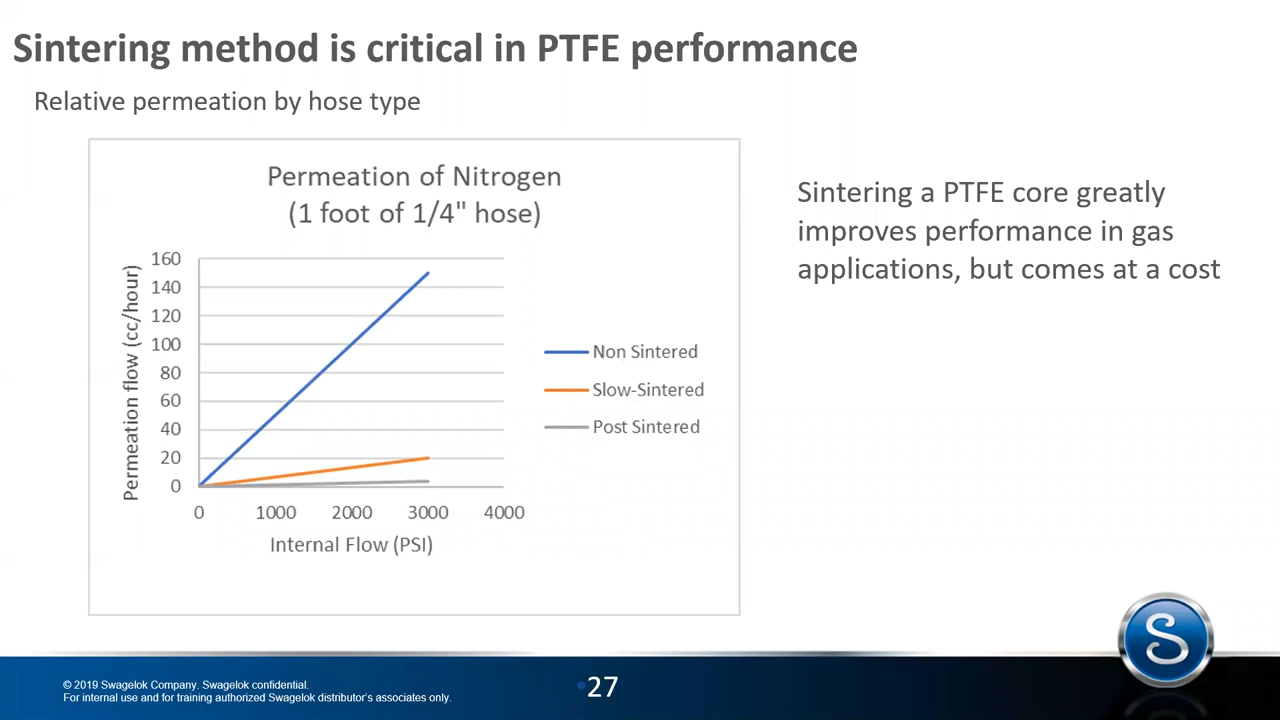 Sintering method is critical in PTFE performance
Relative permeation by hose type
Permeation of Nitrogen
(1 foot of 1/4" hose)
Permeation flow (cc/hour)
160
140
120
100
80
60
40
20
0
0 1000 2000 3000 4000
Internal Flow (PSI)
Non Sintered
Slow-Sintered
Post Sintered
Sintering a PTFE core greatly
improves performance in gas
applications, but comes at a cost
S
© 2019 Swagelok Company. Swagelok confidential.
For internal use and for training authorized Swagelok distributor's associates only.
•27